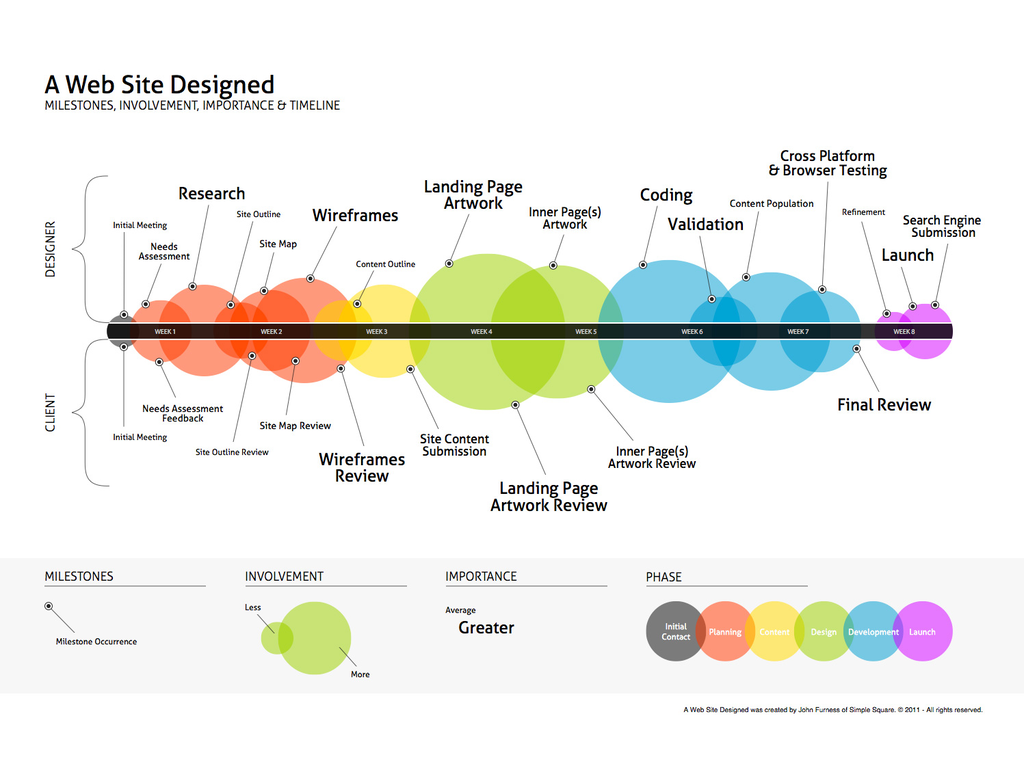 A Web Site Designed
MILESTONES, INVOLVEMENT, IMPORTANCE & TIMELINE
DESIGNER
Initial Meeting
Needs
Assessment
Research
Site Outline
Site Map
Wireframes
Content Outline
Landing Page
Artwork
Inner Page(s)
Artwork
Coding
Validation
Content Population
Cross Platform
& Browser Testing
Refinement
Launch
Search Engine
Submission
WEEK 1
WEEK 2
WEEK 3
WEEK 4
WEEK 5
WEEK 6
WEEK 7
WEEK 8
CLIENT
Initial Meeting
Needs Assessment
Feedback
Site Outline Review
Site Map Review
Wireframes
Review
Site Content
Submission
Landing Page
Artwork Review
Inner Page(s)
Artwork Review
Final Review
MILESTONES
Milestone Occurrence
INVOLVEMENT
Less
More
IMPORTANCE
Average
Greater
PHASE
Initial
Contact
Planning
Content
Design
Development
Launch
A Web Site Designed was created by John Furness of Simple Square. © 2011 - All rights reserved.